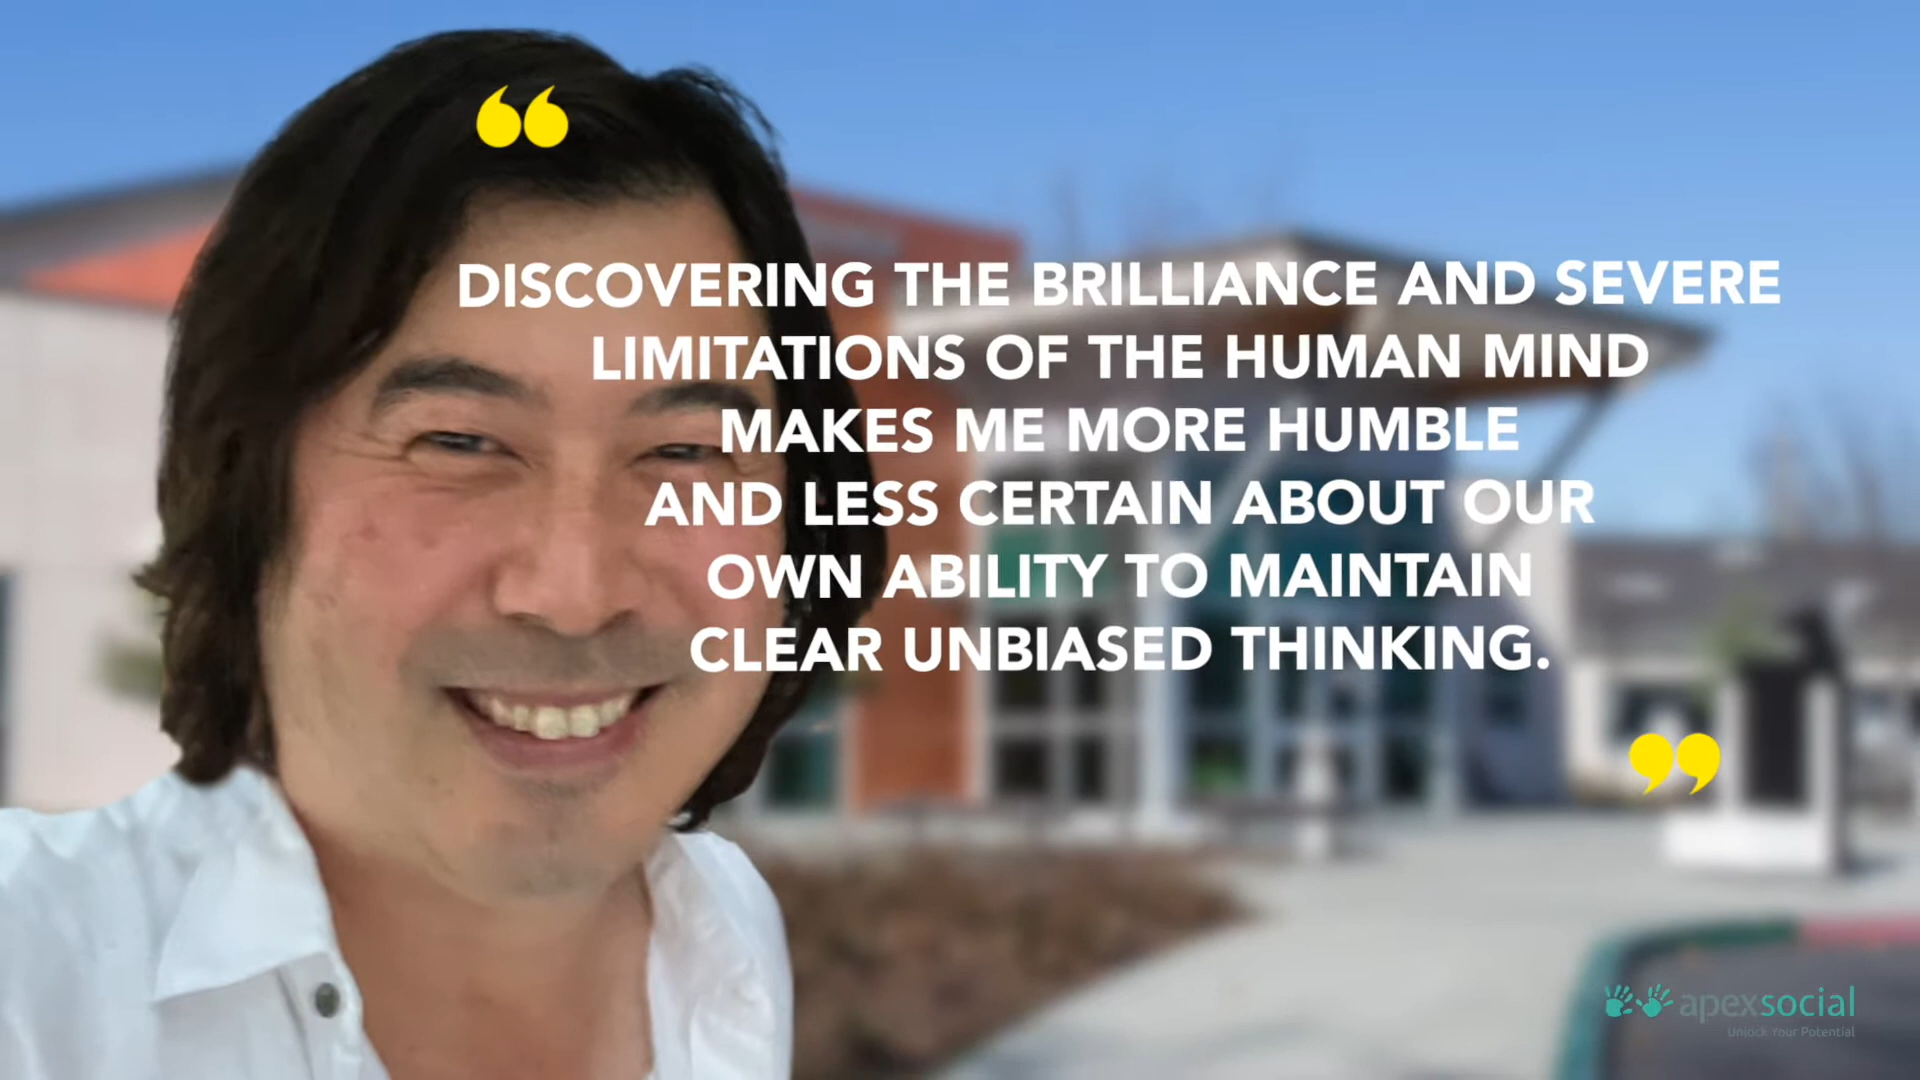 “
DISCOVERING THE BRILLIANCE AND SEVERE
LIMITATIONS OF THE HUMAN MIND
MAKES ME MORE HUMBLE
AND LESS CERTAIN ABOUT OUR
OWN ABILITY TO MAINTAIN
CLEAR UNBIASED THINKING.
”
apexsocial
Unlock Your Potential